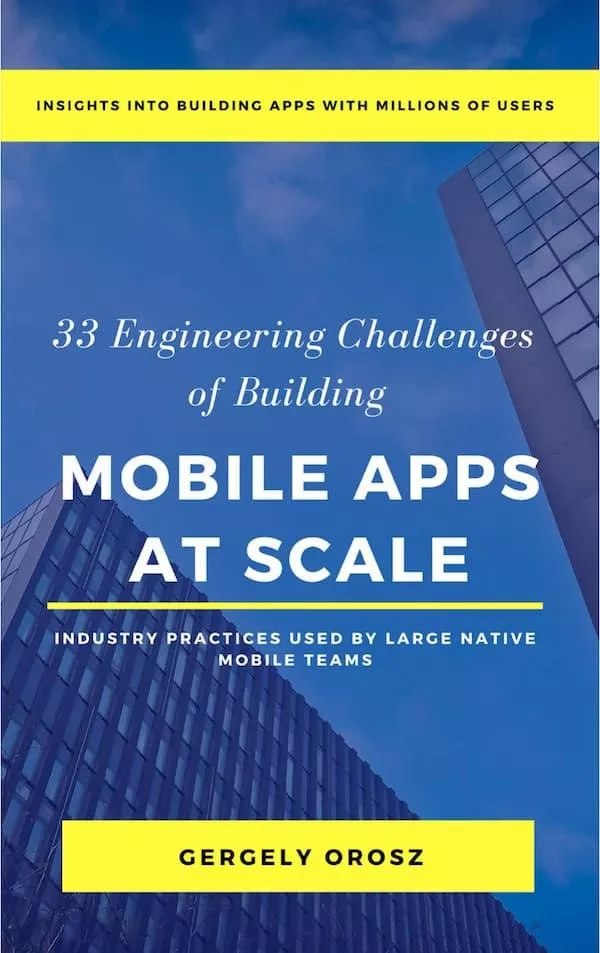 INSIGHTS INTO BUILDING APPS WITH MILLIONS OF USERS
33 Engineering Challenges
of Building
MOBILE APPS
AT SCALE
INDUSTRY PRACTICES USED BY LARGE NATIVE
MOBILE TEAMS
GERGELY OROSZ